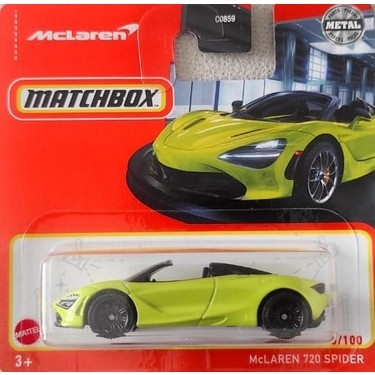 McLaren
C0859
METAL
MATCHBOX
MATTEL
3+
/100
McLAREN 720 SPIDER